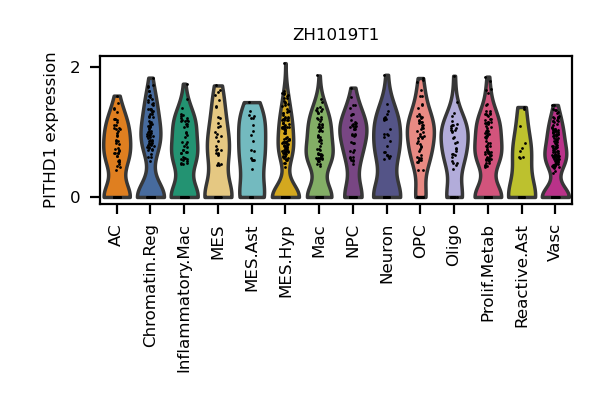 ZH1019T1
PITHD1 expression
2
0
AC
Chromatin.Reg
Inflammatory.Mac
MES
MES.Ast
MES.Hyp
Mac
NPC
Neuron
OPC
Oligo
Prolif.Metab
Reactive.Ast
Vasc